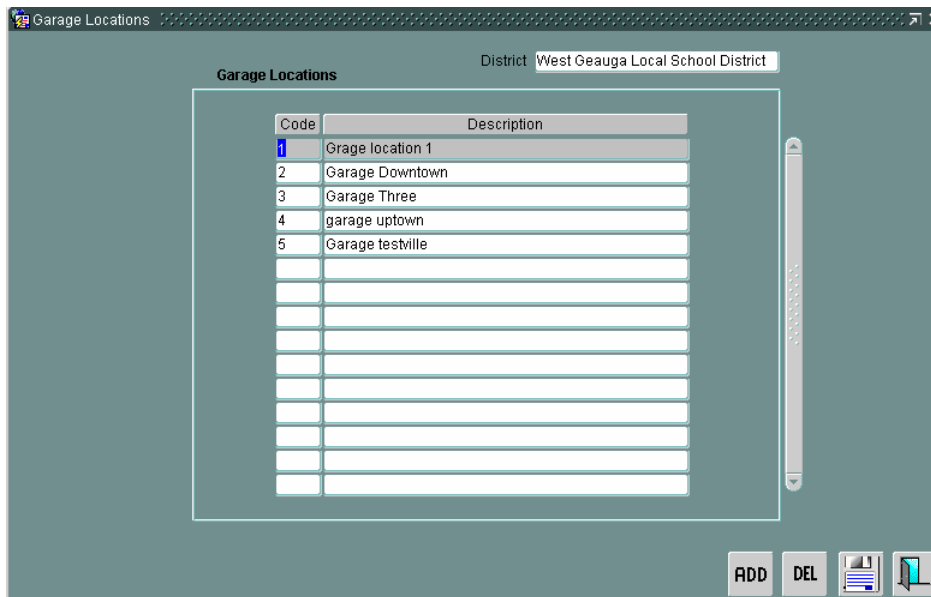 Garage Locations
District West Geauga Local School District
Garage Locations
Code Description
1 Grage location 1
2 Garage Downtown
3 Garage Three
4 garage uptown
5 Garage testville
ADD DEL